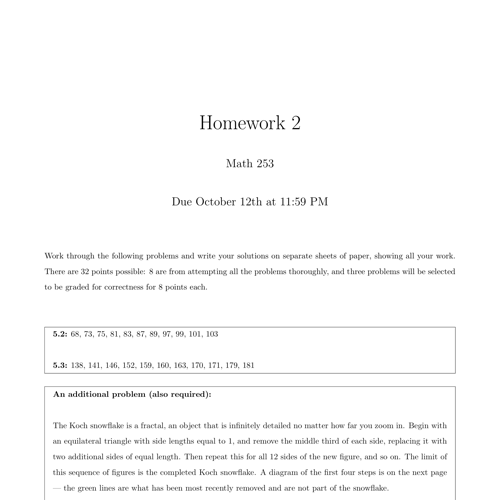 Homework 2
Math 253
Due October 12th at 11:59 PM
Work through the following problems and write your solutions on separate sheets of paper, showing all your work.
There are 32 points possible: 8 are from attempting all the problems thoroughly, and three problems will be selected
to be graded for correctness for 8 points each.
5.2: 68, 73, 75, 81, 83, 87, 89, 97, 99, 101, 103
5.3: 138, 141, 146, 152, 159, 160, 163, 170, 171, 179, 181
An additional problem (also required):
The Koch snowflake is a fractal, an object that is infinitely detailed no matter how far you zoom in. Begin with
an equilateral triangle with side lengths equal to 1, and remove the middle third of each side, replacing it with
two additional sides of equal length. Then repeat this for all 12 sides of the new figure, and so on. The limit of
this sequence of figures is the completed Koch snowflake. A diagram of the first four steps is on the next page
— the green lines are what has been most recently removed and are not part of the snowflake.